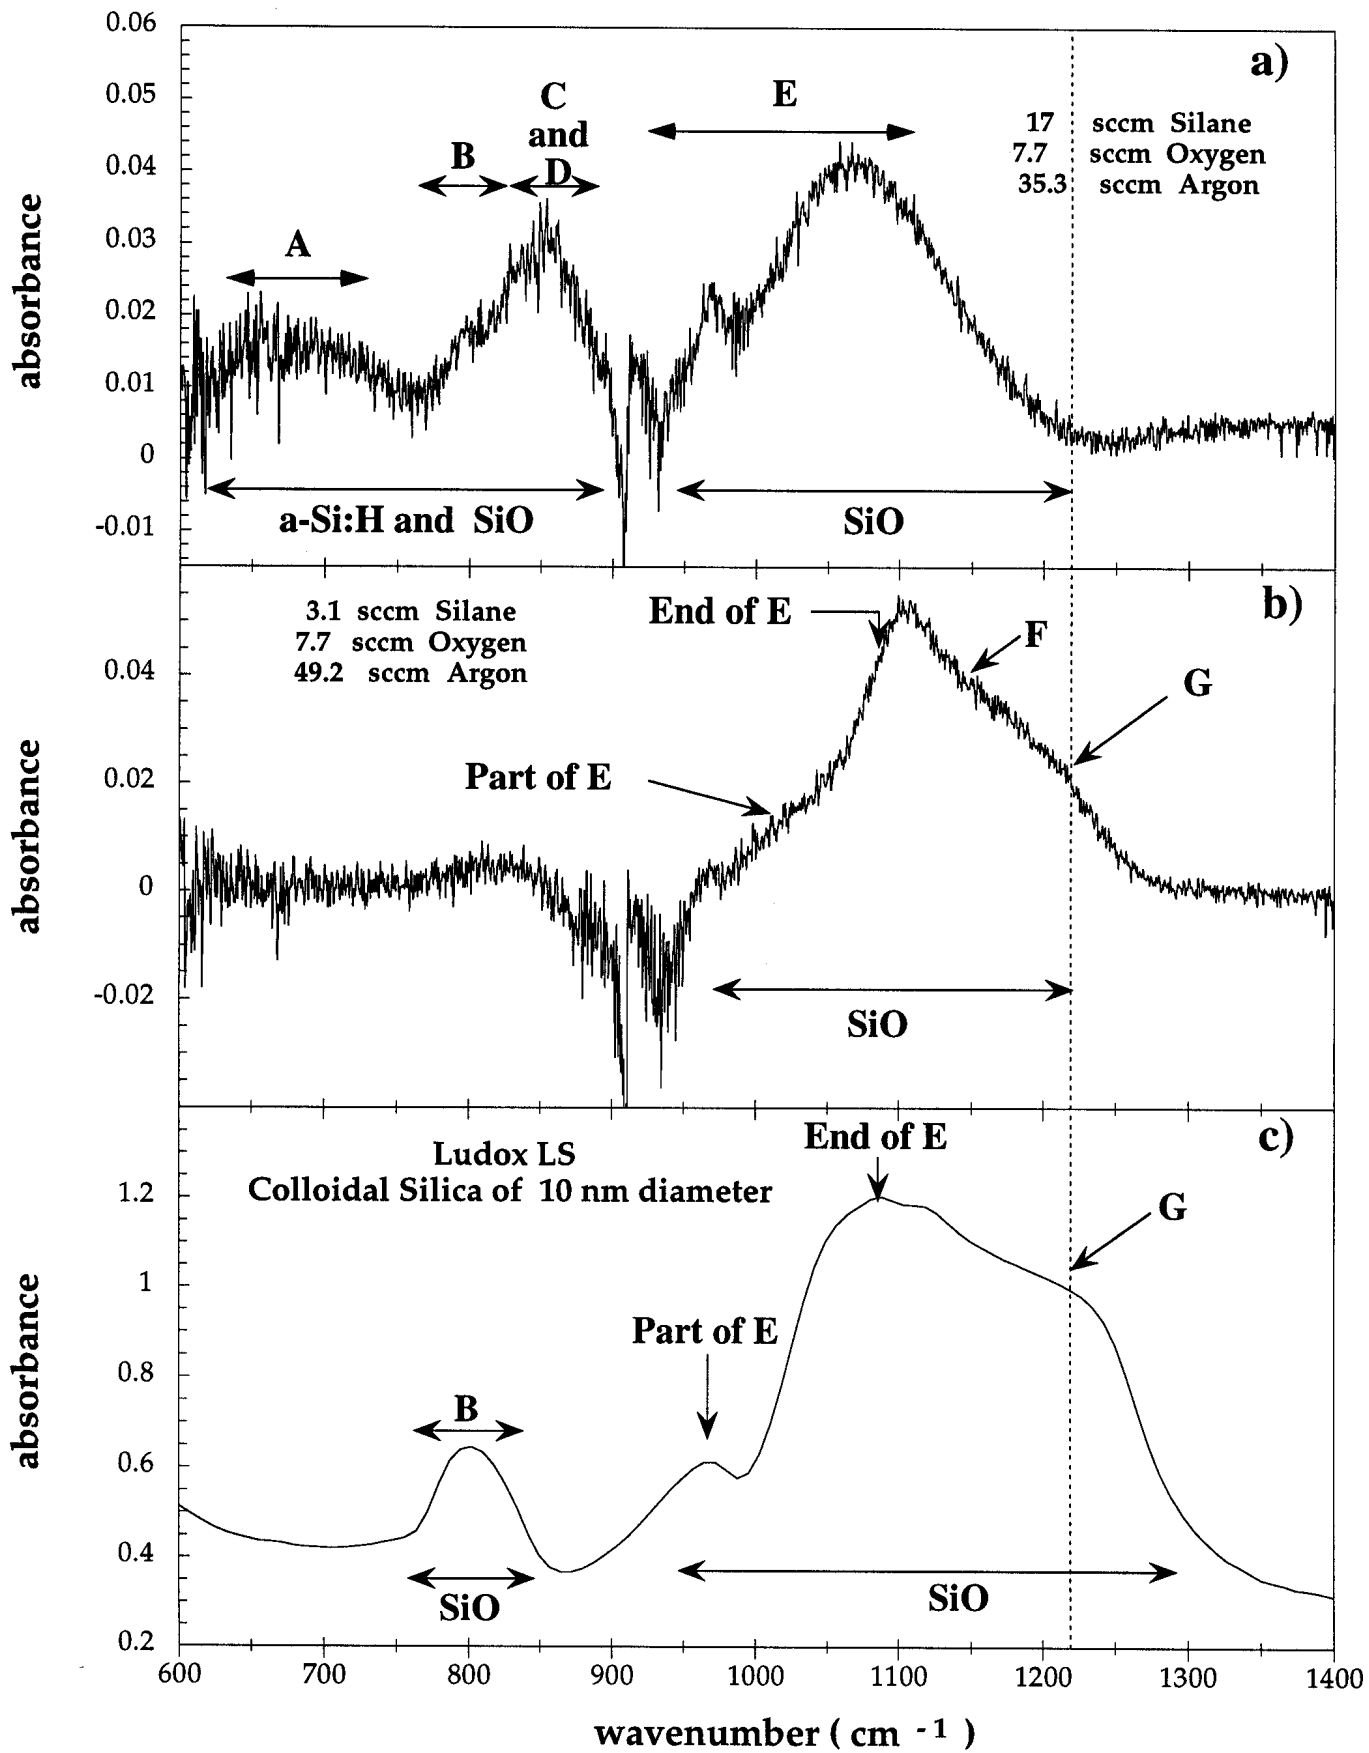 a)
0.06
0.05
0.04
0.03
0.02
0.01
0
-0.01
absorbance
A
B
C
and
D
E
17 sccm Silane
7.7 sccm Oxygen
35.3 sccm Argon
a-Si:H and SiO
SiO
b)
3.1 sccm Silane
7.7 sccm Oxygen
49.2 sccm Argon
0.04
0.02
0
-0.02
absorbance
End of E
F
G
Part of E
SiO
c)
Ludox LS
Colloidal Silica of 10 nm diameter
End of E
G
Part of E
B
SiO
SiO
1.2
1
0.8
0.6
0.4
0.2
absorbance
600 700 800 900 1000 1100 1200 1300 1400
wavenumber ( cm -1 )